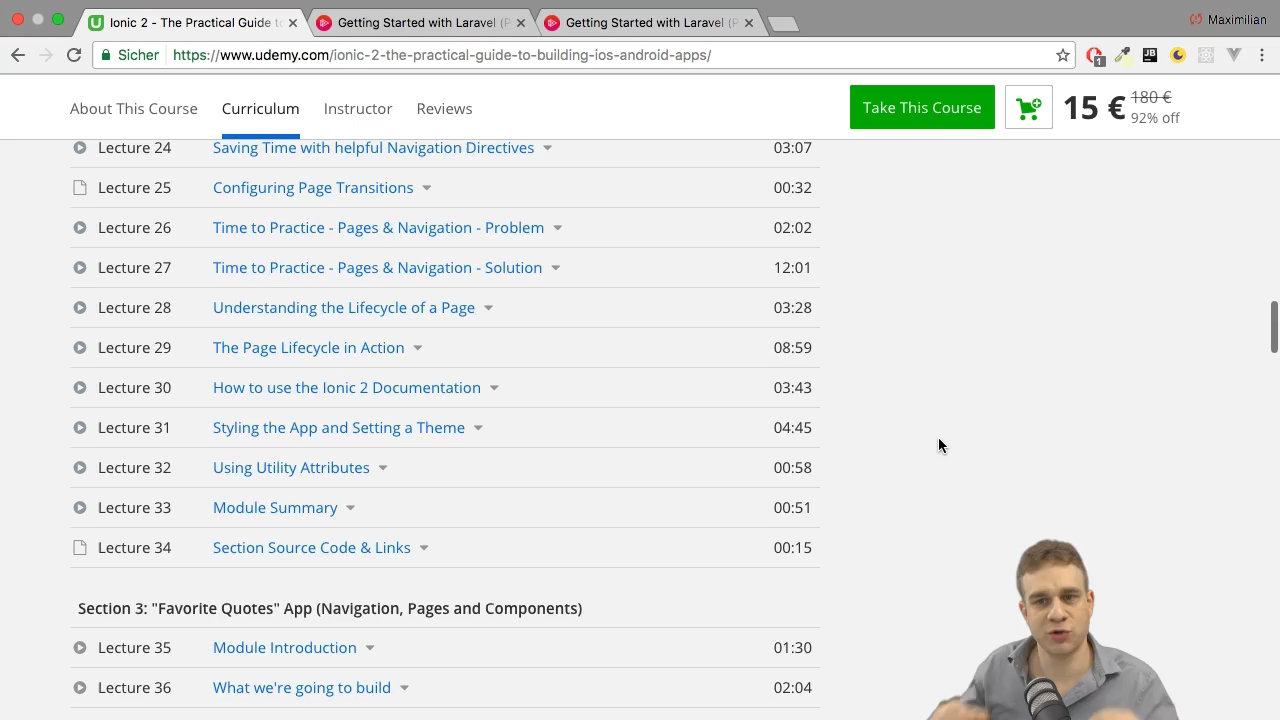 Ionic 2 - The Practical Guide to
Getting Started with Laravel (P
Getting Started with Laravel (P
Maximilian
Sicher
https://www.udemy.com/ionic-2-the-practical-guide-to-building-ios-android-apps/
1
JB
About This Course
Curriculum
Instructor
Reviews
Take This Course
15 €
180 €
92% off
Lecture 24 Saving Time with helpful Navigation Directives 03:07
Lecture 25 Configuring Page Transitions 00:32
Lecture 26 Time to Practice - Pages & Navigation - Problem 02:02
Lecture 27 Time to Practice - Pages & Navigation - Solution 12:01
Lecture 28 Understanding the Lifecycle of a Page 03:28
Lecture 29 The Page Lifecycle in Action 08:59
Lecture 30 How to use the Ionic 2 Documentation 03:43
Lecture 31 Styling the App and Setting a Theme 04:45
Lecture 32 Using Utility Attributes 00:58
Lecture 33 Module Summary 00:51
Lecture 34 Section Source Code & Links 00:15
Section 3: "Favorite Quotes" App (Navigation, Pages and Components)
Lecture 35 Module Introduction 01:30
Lecture 36 What we're going to build 02:04